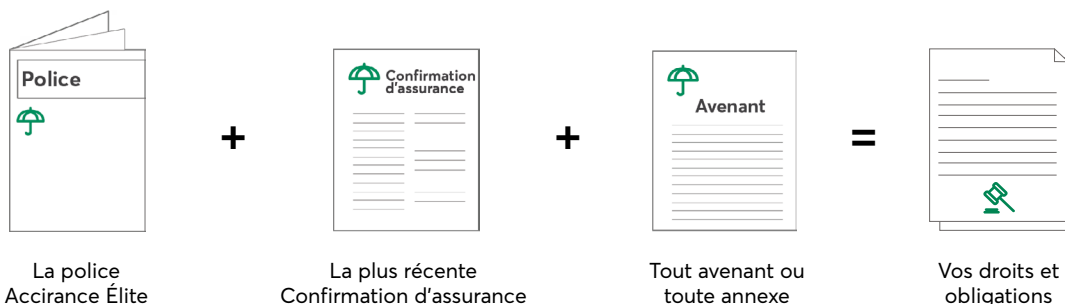 Police
Confirmation
d'assurance
Avenant
+
+
=
La police
Accirance Élite
La plus récente
Confirmation d'assurance
Tout avenant ou
toute annexe
Vos droits et
obligations